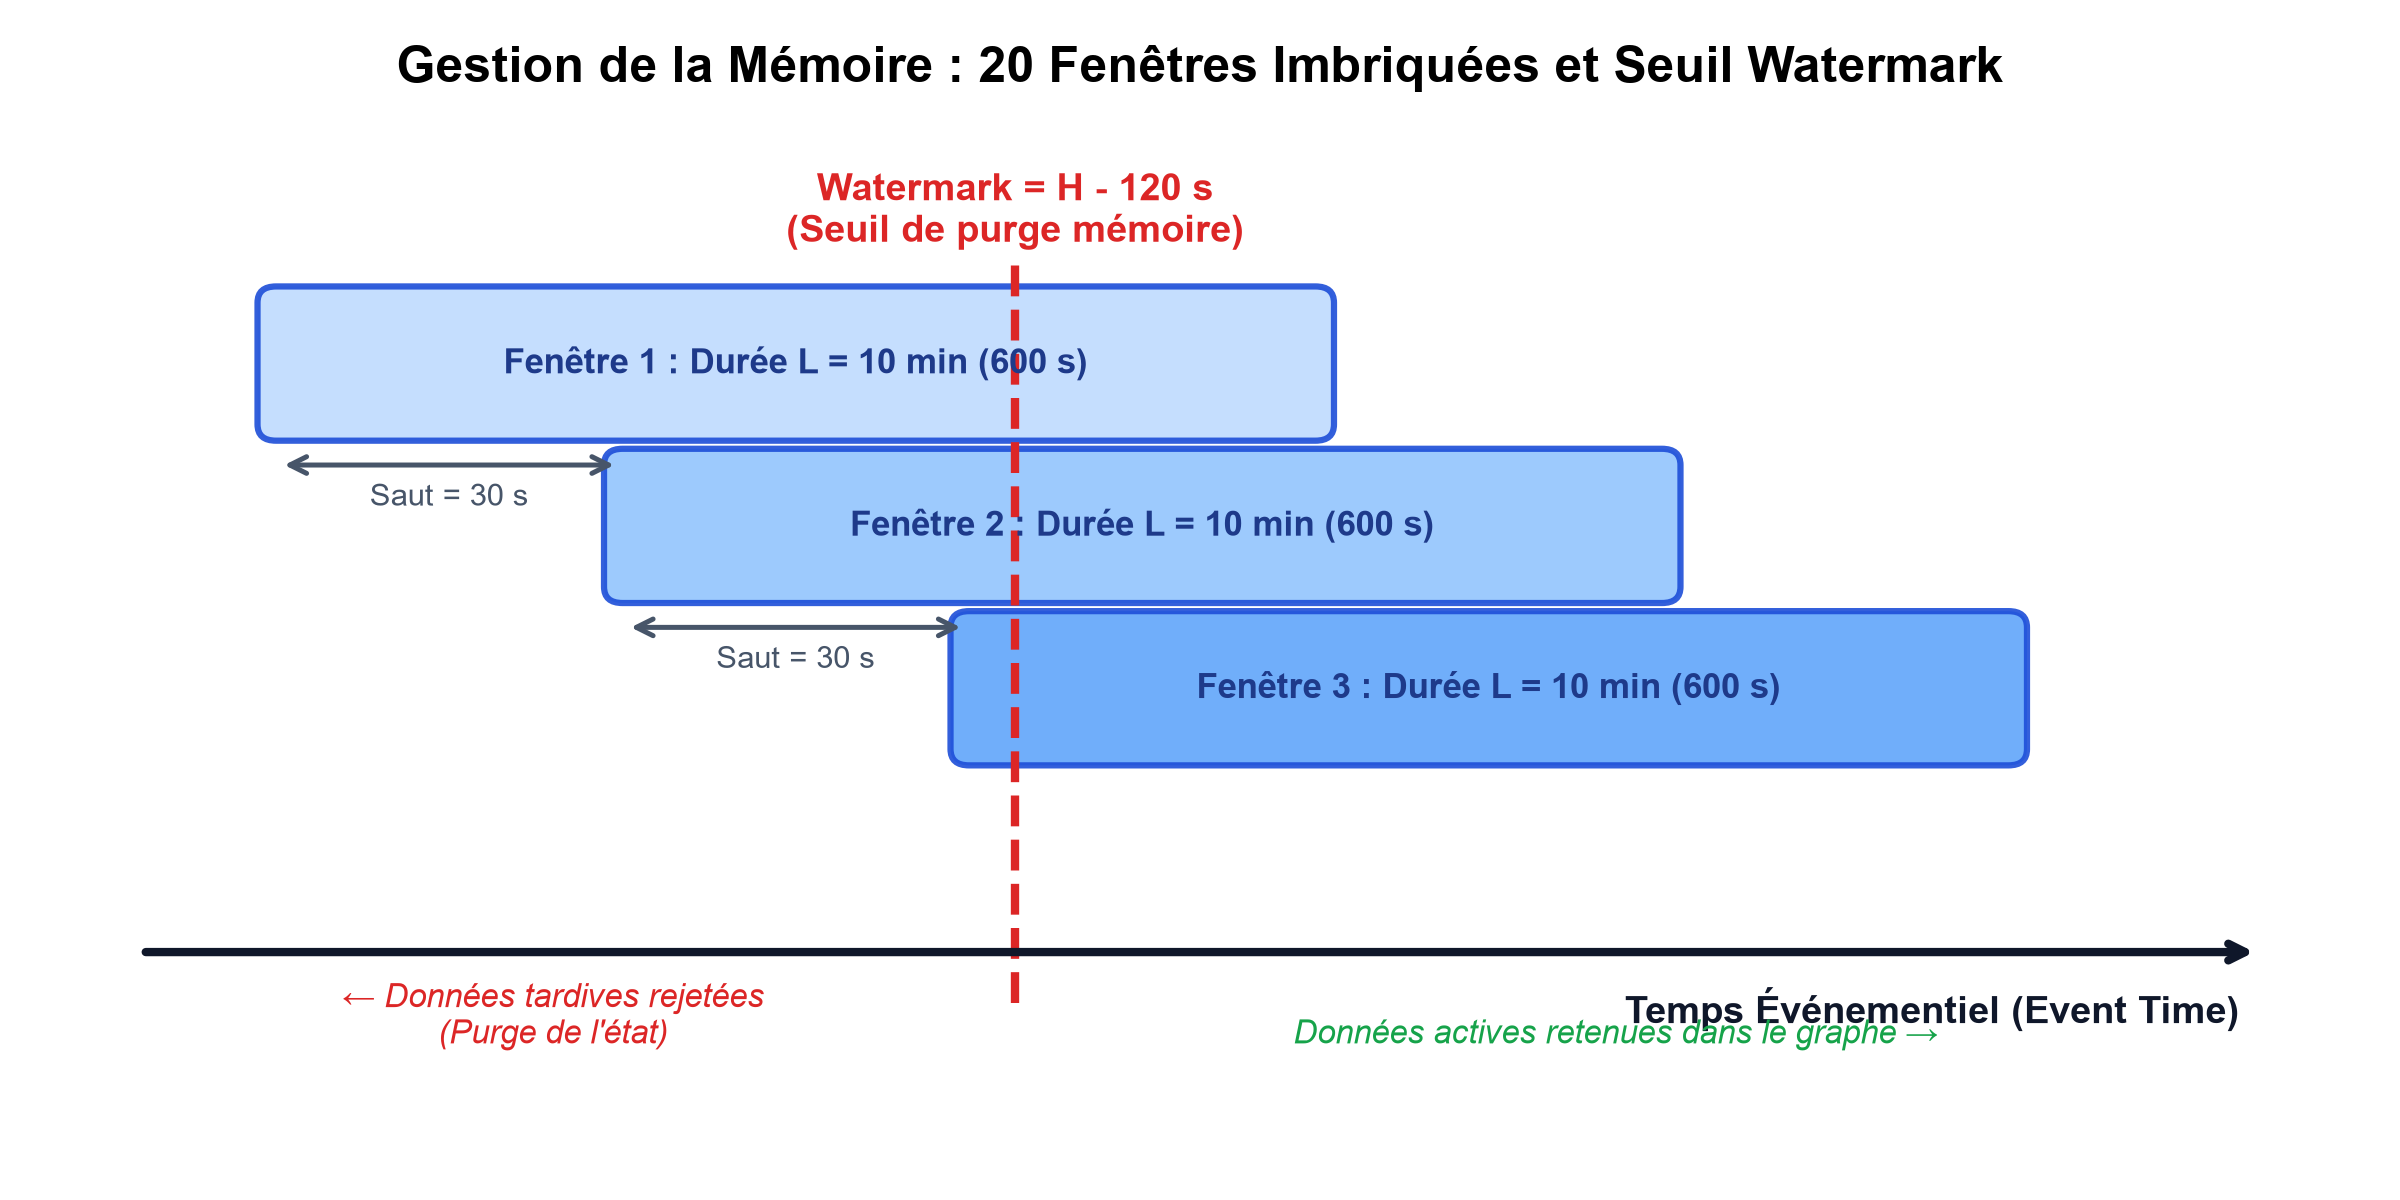 Gestion de la Mémoire : 20 Fenêtres Imbriquées et Seuil Watermark
Watermark = H - 120 s
(Seuil de purge mémoire)
Fenêtre 1 : Durée L = 10 min (600 s)
Saut = 30 s
Fenêtre 2 : Durée L = 10 min (600 s)
Saut = 30 s
Fenêtre 3 : Durée L = 10 min (600 s)
← Données tardives rejetées
(Purge de l'état)
Temps Événementiel (Event Time)
Données actives retenues dans le graphe →